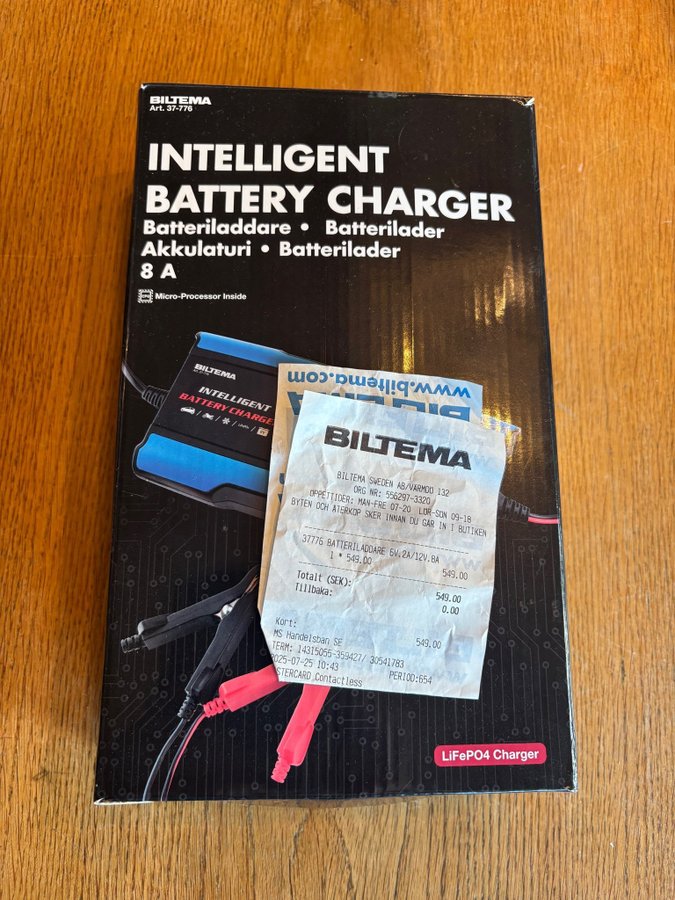 BILTEMA
Art. 37-776
INTELLIGENT
BATTERY CHARGER
Batteriladdare • Batterilader
Akkulaturi • Batterilader
8 A
Micro-Processor Inside
BILTEMA
INTELLIGENT
BATTERY CHARGER
www.biltema.com
BILTEMA
BILTEMA
BILTEMA SWEDEN AB/VARMDO 132
ORG NR: 556297-3320
OPPETTIDER: MAN-FRE 07-20 LOR-SON 09-18
BYTEN OCH ATERKOP SKER INNAN DU GAR IN I BUTIKEN
37776 BATTERILADDARE 6V.2A/12V.8A
1 * 549.00 549.00
Totalt (SEK): 549.00
Tillbaka: 0.00
Kort:
MS Handelsban SE 549.00
TERM: 14315055-359427/ 30541783
2025-07-25 10:43 PERIOD:654
STERCARD Contactless
LiFePO4 Charger